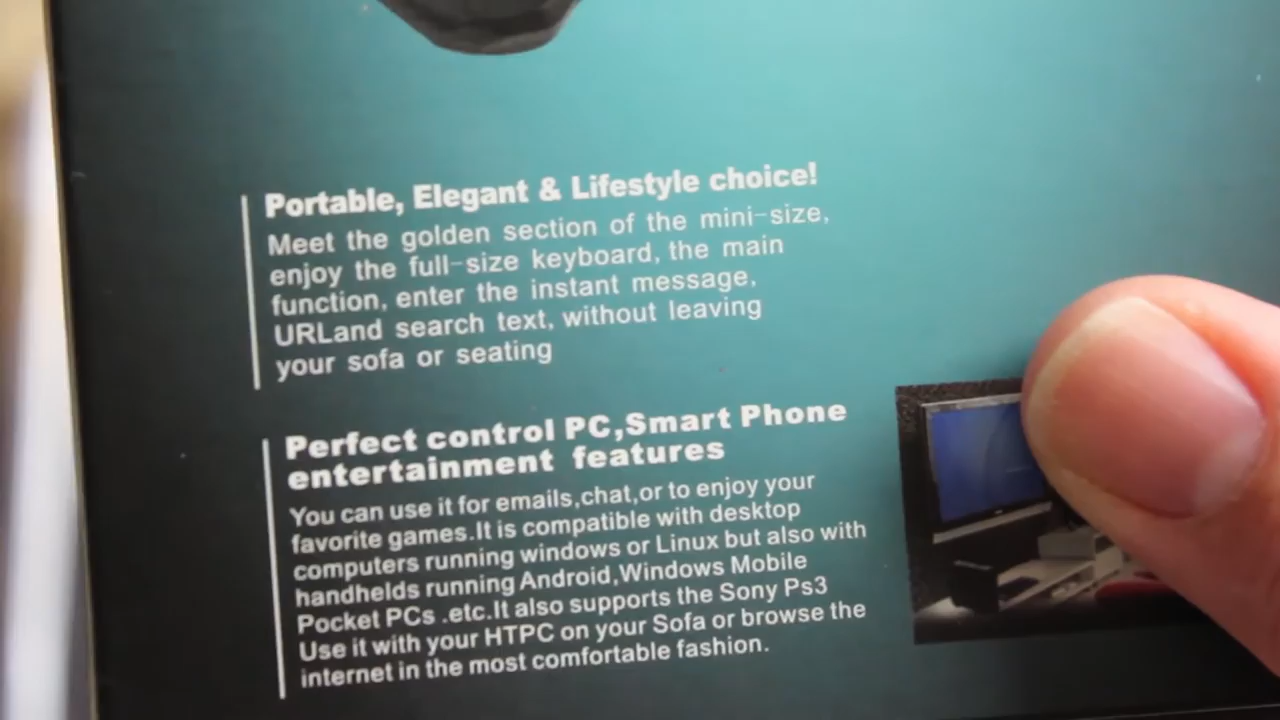 Portable, Elegant & Lifestyle choice!
Meet the golden section of the mini-size,
enjoy the full-size keyboard, the main
function, enter the instant message,
URLand search text, without leaving
your sofa or seating
Perfect control PC,Smart Phone
entertainment features
You can use it for emails,chat,or to enjoy your
favorite games.It is compatible with desktop
computers running windows or Linux but also with
handhelds running Android,Windows Mobile
Pocket PCs .etc.It also supports the Sony Ps3
Use it with your HTPC on your Sofa or browse the
internet in the most comfortable fashion.